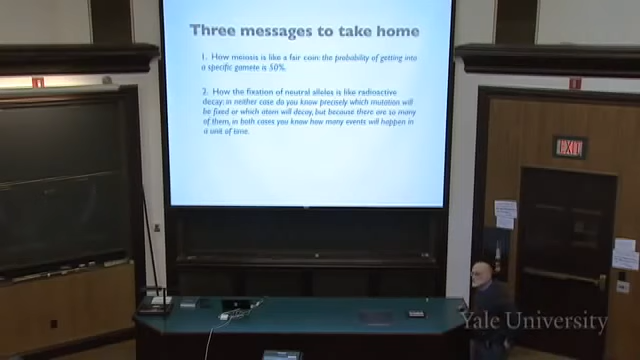 Three messages to take home
1. How meiosis is like a fair coin: the probability of getting into
a specific gamete is 50%.
2. How the fixation of neutral alleles is like radioactive
decay: in neither case do you know precisely which mutation will
be fixed or which atom will decay, but because there are so many
of them, in both cases you know how many events will happen in
a unit of time.
EXIT
Yale University